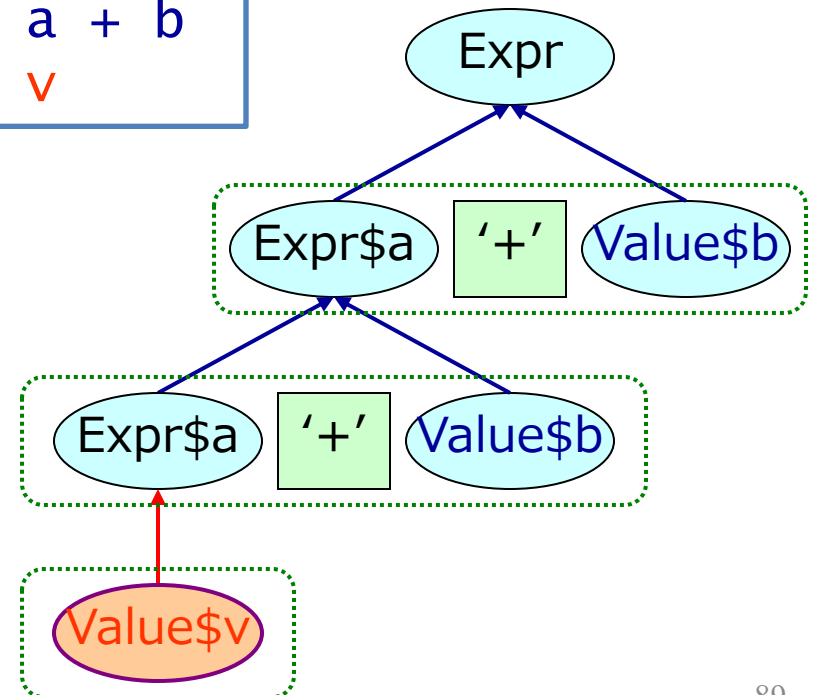 a + b
v
Expr
Expr$a ‘+’ Value$b
Expr$a ‘+’ Value$b
Value$v